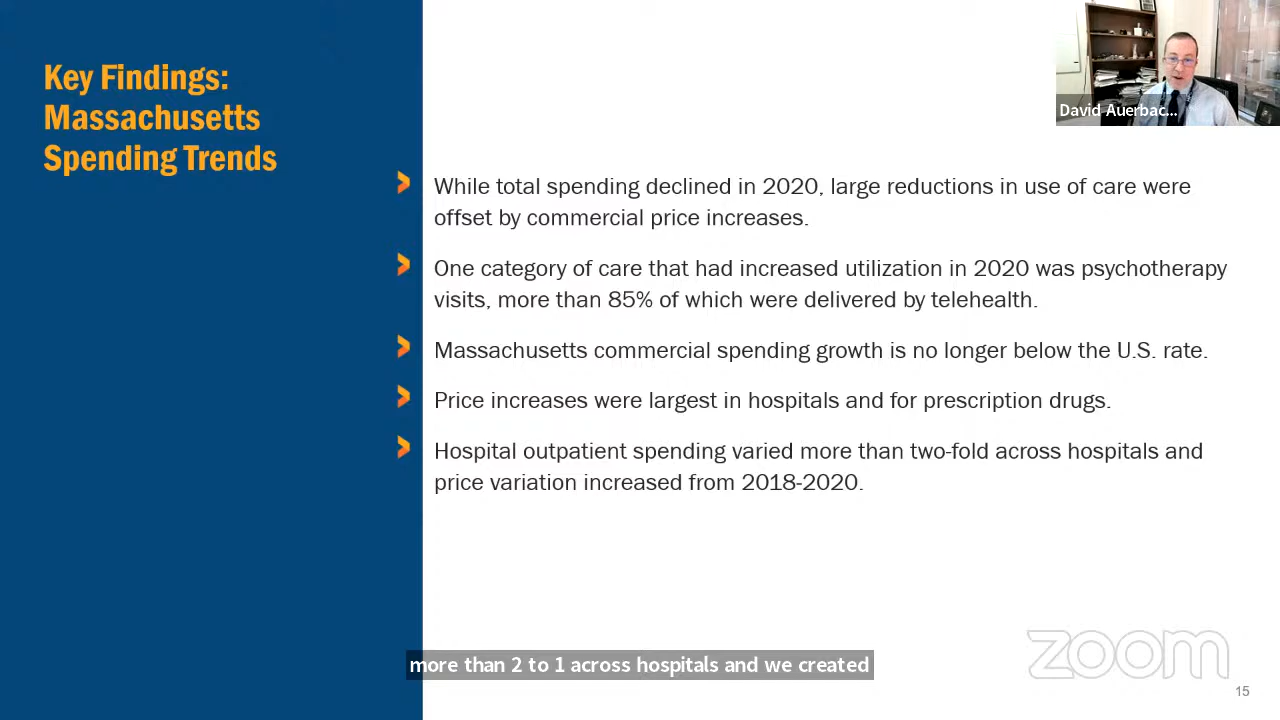 Key Findings:
Massachusetts
Spending Trends
David Auerbac...
While total spending declined in 2020, large reductions in use of care were
offset by commercial price increases.
One category of care that had increased utilization in 2020 was psychotherapy
visits, more than 85% of which were delivered by telehealth.
Massachusetts commercial spending growth is no longer below the U.S. rate.
Price increases were largest in hospitals and for prescription drugs.
Hospital outpatient spending varied more than two-fold across hospitals and
price variation increased from 2018-2020.
more than 2 to 1 across hospitals and we created
zoom
15